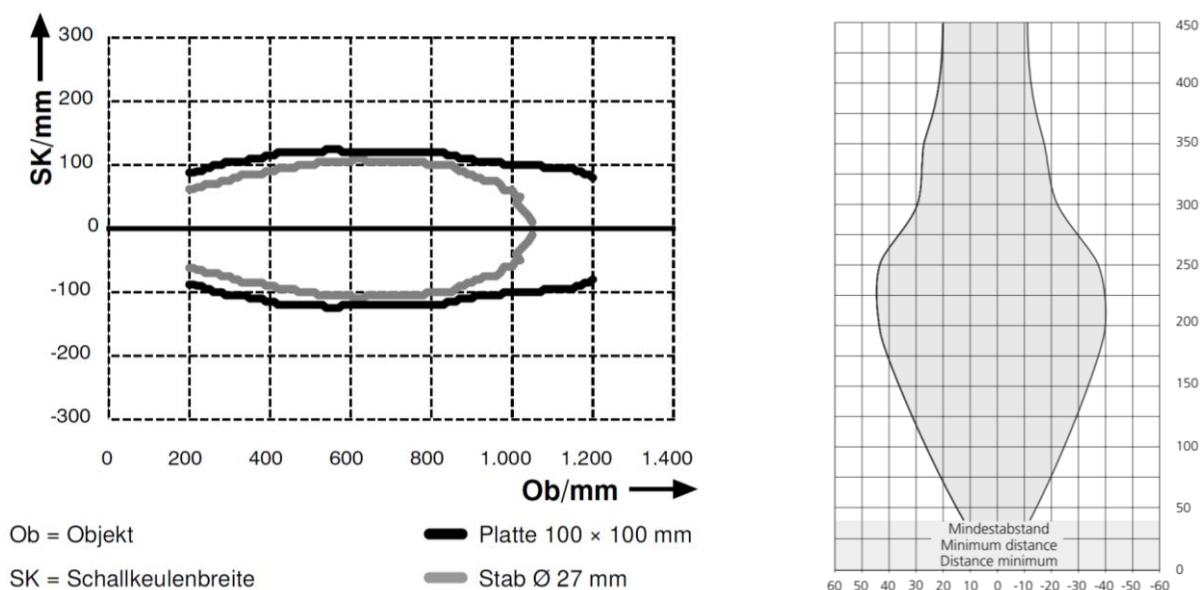 300
200
100
0
-100
-200
-300
SK/mm
0 200 400 600 800 1.000 1.200 1.400
Ob/mm
Ob = Objekt
Platte 100 × 100 mm
SK = Schallkeulenbreite
Stab Ø 27 mm
450
400
350
300
250
200
150
100
50
0
Mindestabstand
Minimum distance
Distance minimum
60 50 40 30 20 10 0 -10 -20 -30 -40 -50 -60